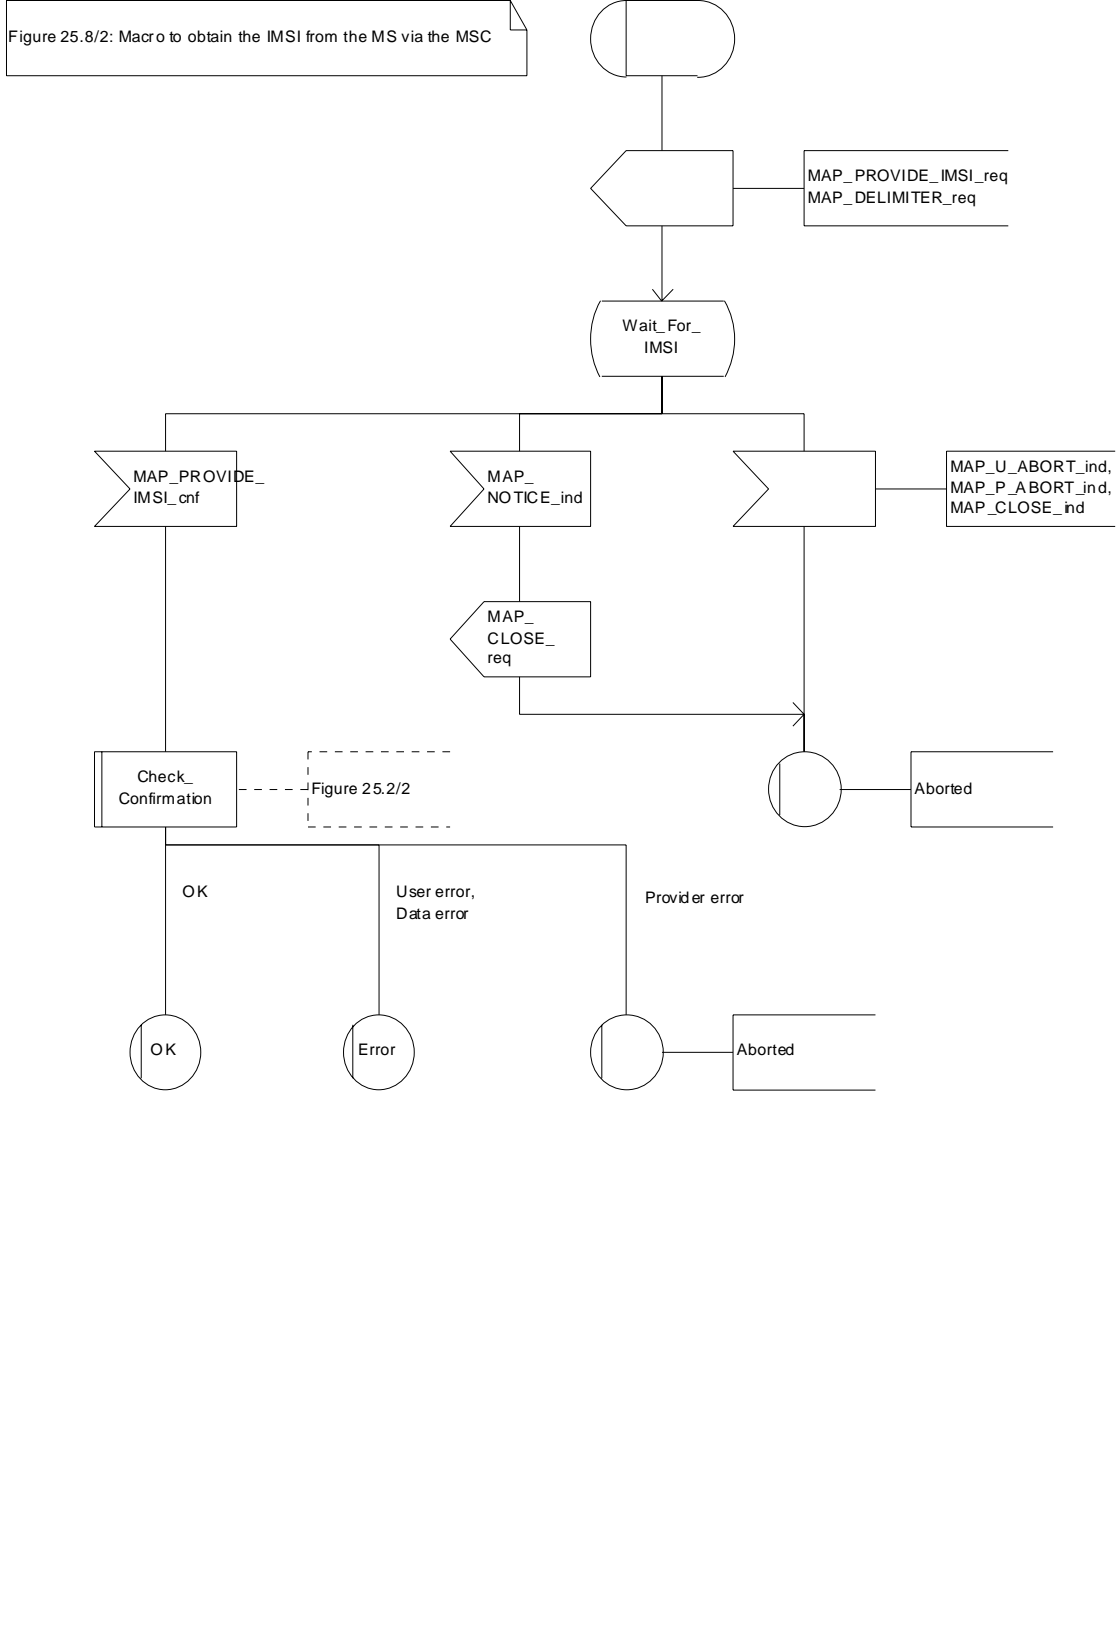 Figure 25.8/2: Macro to obtain the IMSI from the MS via the MSC
MAP_PROVIDE_IMSI_req
MAP_DELIMITER_req
Wait_For_
IMSI
MAP_PROVIDE_
IMSI_cnf
MAP_
NOTICE_ind
MAP_U_ABORT_ind,
MAP_P_ABORT_ind,
MAP_CLOSE_ind
MAP_
CLOSE_
req
Check_
Confirmation
Figure 25.2/2
Aborted
OK
User error,
Data error
Provider error
OK
Error
Aborted